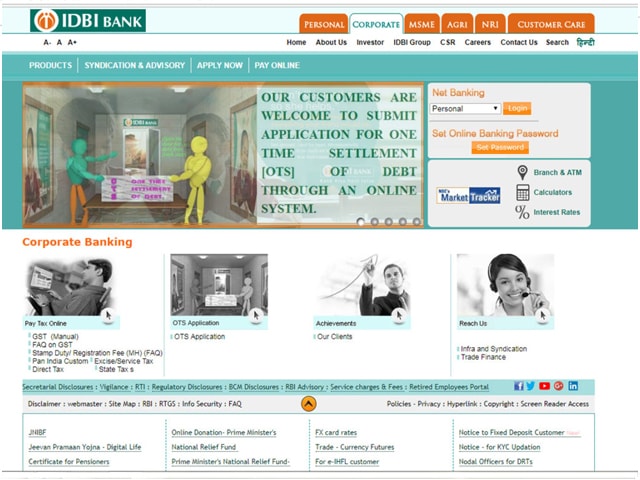 IDBI BANK
PERSONAL CORPORATE MSME AGRI NRI CUSTOMER CARE
A- A A+ Home About Us Investor IDBI Group CSR Careers Contact Us Search हिन्दी
PRODUCTS SYNDICATION & ADVISORY APPLY NOW PAY ONLINE
IDBI BANK
OUR CUSTOMERS ARE
WELCOME TO SUBMIT
APPLICATION FOR ONE
TIME SETTLEMENT
[OTS] OF DEBT
THROUGH AN ONLINE
SYSTEM.
Net Banking
Personal Login
Set Online Banking Password
Set Password
Market Tracker
Branch & ATM
Calculators
Interest Rates
Corporate Banking
Pay Tax Online
GST (Manual)
FAQ on GST
Stamp Duty/ Registration Fee (MH) (FAQ)
Pan India Custom Excise/Service Tax
Direct Tax State Tax s
OTS Application
OTS Application
Achievements
Our Clients
Reach Us
Infra and Syndication
Trade Finance
Secretarial Disclosures : Vigilance : RTI : Regulatory Disclosures : BCM Disclosures : RBI Advisory : Service charges & Fees : Retired Employees Portal
Disclaimer : webmaster : Site Map : RBI : RTGS : Info Security : FAQ
Policies - Privacy : Hyperlink : Copyright : Screen Reader Access
JNIBF
Jeevan Pramaan Yojna - Digital Life
Certificate for Pensioners
Online Donation- Prime Minister's
National Relief Fund
Prime Minister's National Relief Fund-
FX card rates
Trade - Currency Futures
For e-IHFL customer
Notice to Fixed Deposit Customer
Notice - for KYC Updation
Nodal Officers for DRTs